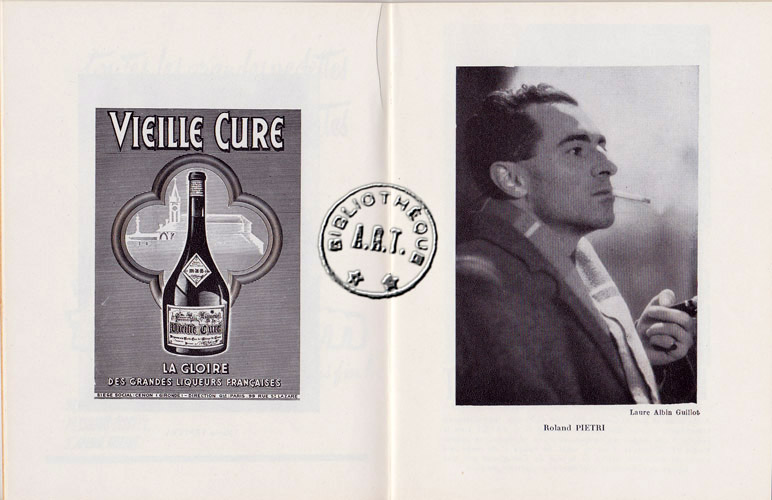 VIEILLE CURE
Vieille Cure
LA GLOIRE
DES GRANDES LIQUEURS FRANÇAISES
SIÈGE SOCIAL CENON (GIRONDE) - DIRECTION DU PARIS 99 RUE St LAZARE
BIBLIOTHÈQUE
A.R.T.
Laure Albin Guillot
Roland PIETRI